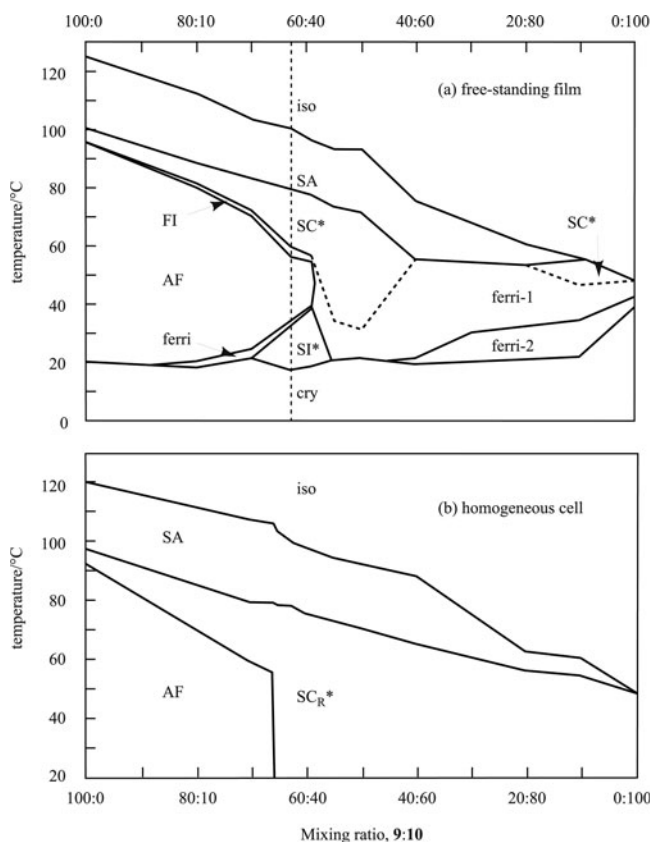 100:0 80:10 60:40 40:60 20:80 0:100
120
(a) free-standing film
iso
100
SA
80
FI
SC*
SC*
60
AF
40
ferri-1
ferri
SI*
ferri-2
20
cry
0
temperature/°C
120
iso
(b) homogeneous cell
SA
100
80
60
AF
SCR*
40
20
temperature/°C
100:0 80:10 60:40 40:60 20:80 0:100
Mixing ratio, 9:10